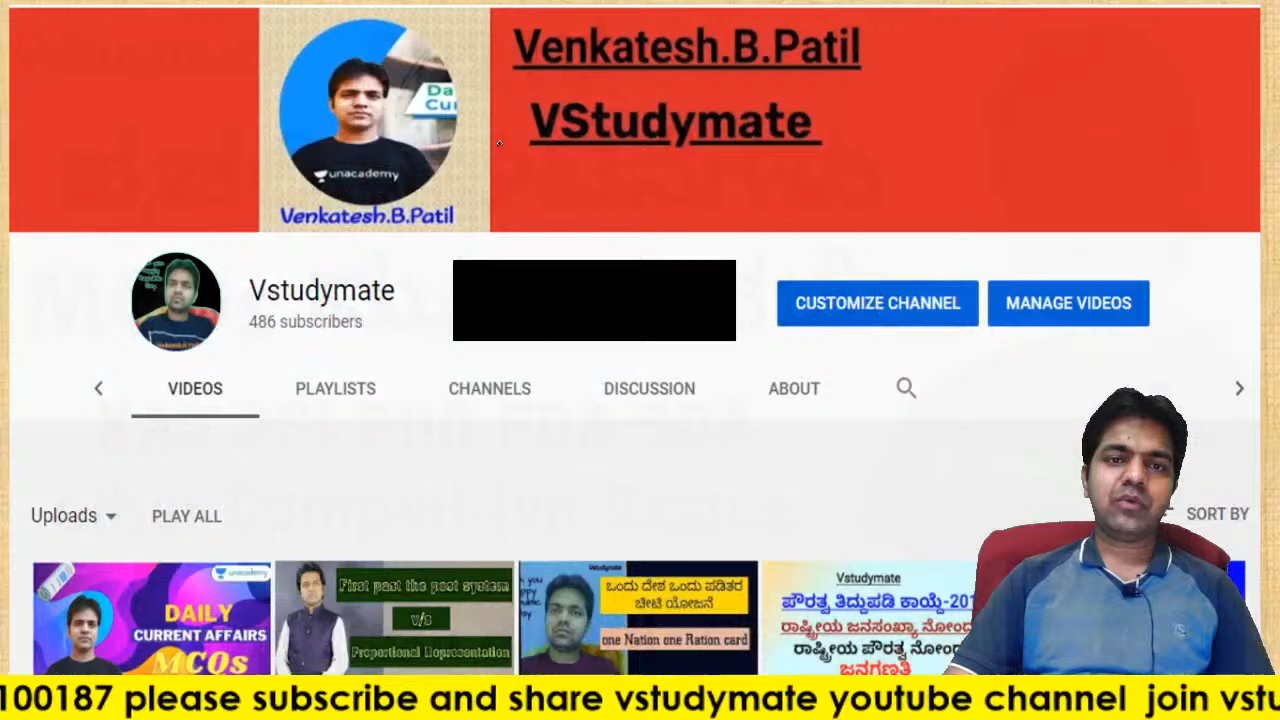 Venkatesh.B.Patil
VStudymate
Da
Cu
unacademy
Venkatesh.B.Patil
Vstudymate
486 subscribers
CUSTOMIZE CHANNEL
MANAGE VIDEOS
VIDEOS
PLAYLISTS
CHANNELS
DISCUSSION
ABOUT
Uploads
PLAY ALL
SORT BY
unacademy
DAILY
CURRENT AFFAIRS
MCQs
First past the post system
v/s
Proportional Representation
Vstudymate
ಒಂದು ದೇಶ ಒಂದು ಪಡಿತರ
ಚೀಟಿ ಯೋಜನೆ
one Nation one Ration card
Vstudymate
ಪೌರತ್ವ ತಿದ್ದುಪಡಿ ಕಾಯ್ದೆ-201
ರಾಷ್ಟ್ರೀಯ ಜನಸಂಖ್ಯಾ ನೋಂದ
ರಾಷ್ಟ್ರೀಯ ಪೌರತ್ವ ನೋಂ
ಜನಗಣತಿ
100187 please subscribe and share vstudymate youtube channel join vstu